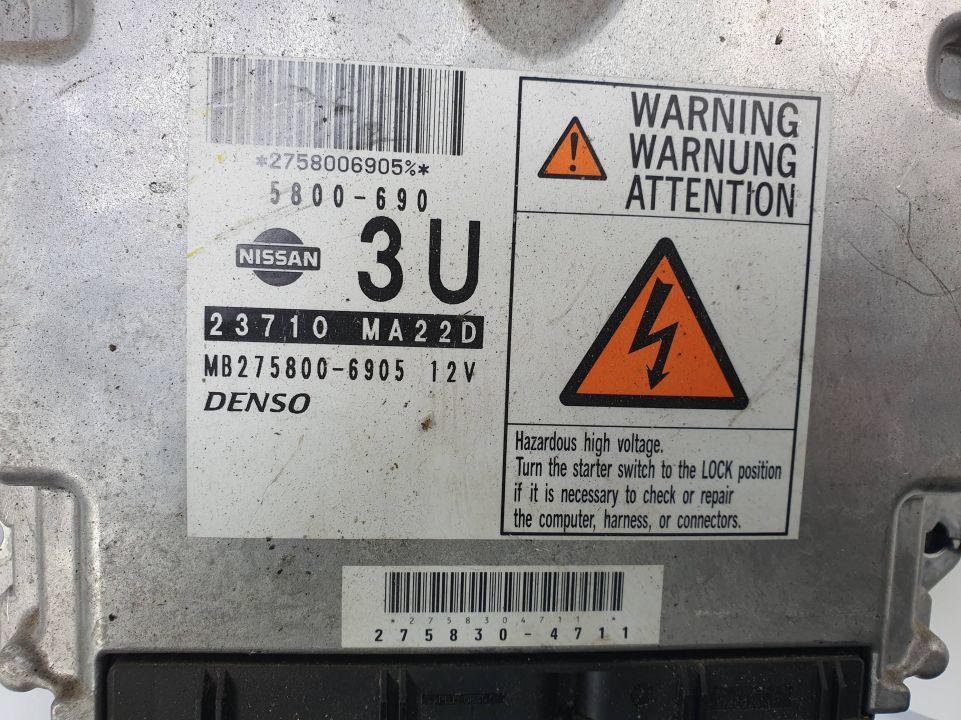 *2758006905%*
5800-690
NISSAN
3U
23710 MA22D
MB275800-6905 12V
DENSO
WARNING
WARNUNG
ATTENTION
Hazardous high voltage.
Turn the starter switch to the LOCK position
if it is necessary to check or repair
the computer, harness, or connectors.
*2758304711*
275830-4711